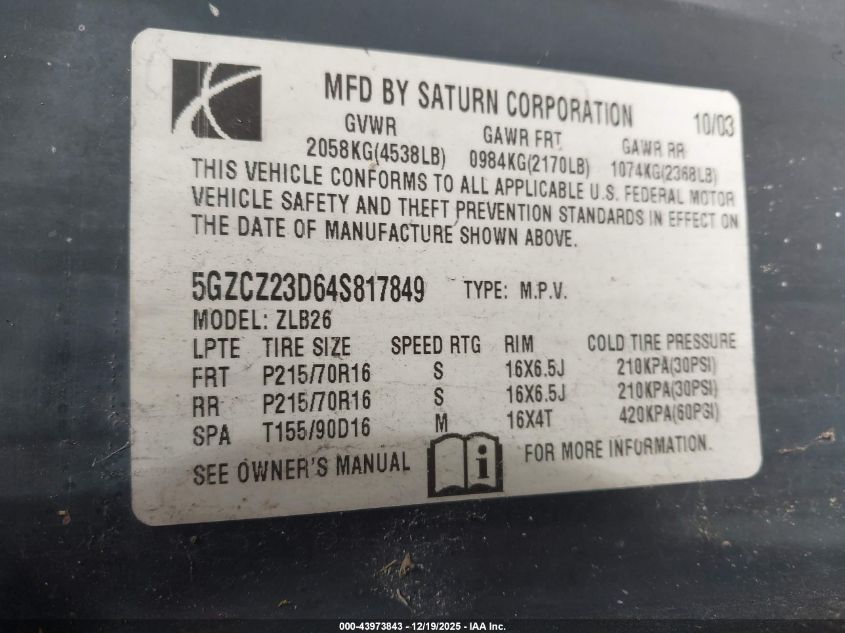 MFD BY SATURN CORPORATION 10/03
GVWR GAWR FRT GAWR RR
2058KG(4538LB) 0984KG(2170LB) 1074KG(2368LB)
THIS VEHICLE CONFORMS TO ALL APPLICABLE U.S. FEDERAL MOTOR
VEHICLE SAFETY AND THEFT PREVENTION STANDARDS IN EFFECT ON
THE DATE OF MANUFACTURE SHOWN ABOVE.
5GZCZ23D64S817849 TYPE: M.P.V.
MODEL: ZLB26
LPTE TIRE SIZE SPEED RTG RIM COLD TIRE PRESSURE
FRT P215/70R16 S 16X6.5J 210KPA(30PSI)
RR P215/70R16 S 16X6.5J 210KPA(30PSI)
SPA T155/90D16 M 16X4T 420KPA(60PSI)
SEE OWNER'S MANUAL i FOR MORE INFORMATION.
000-43973843 - 12/19/2025 - IAA Inc.